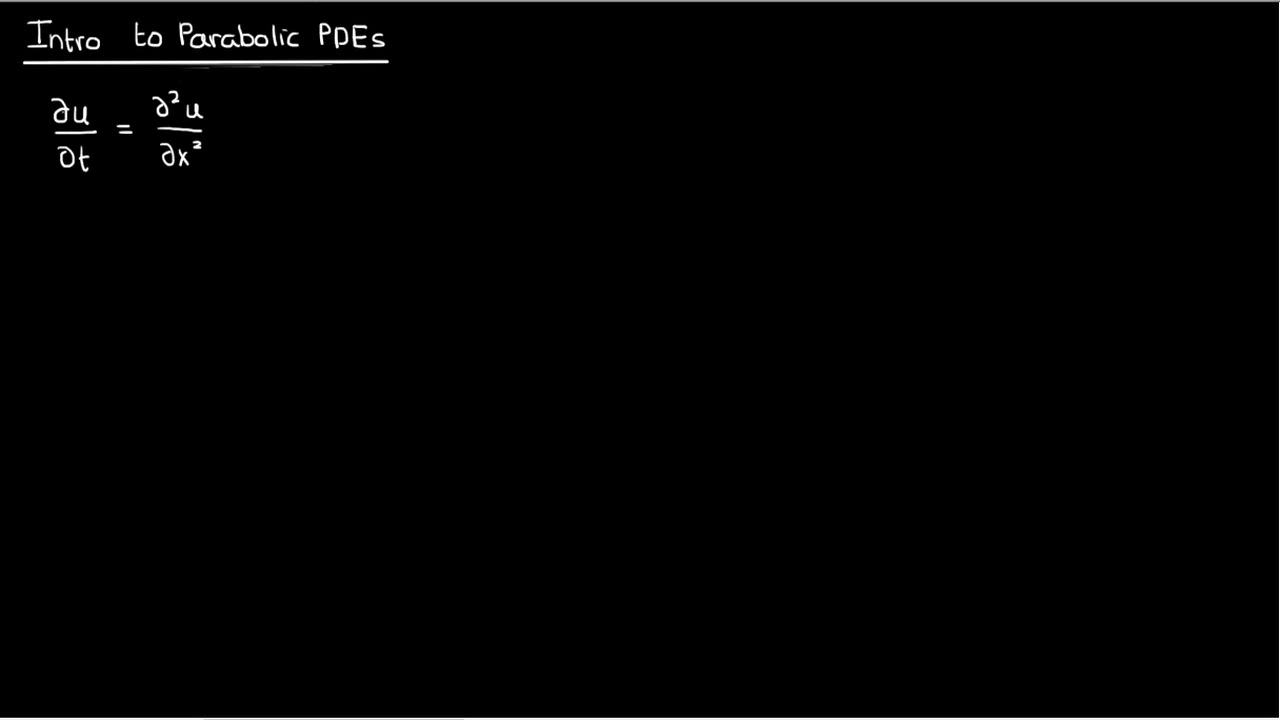 Intro to Parabolic PDEs
∂u/∂t = ∂²u/∂x²